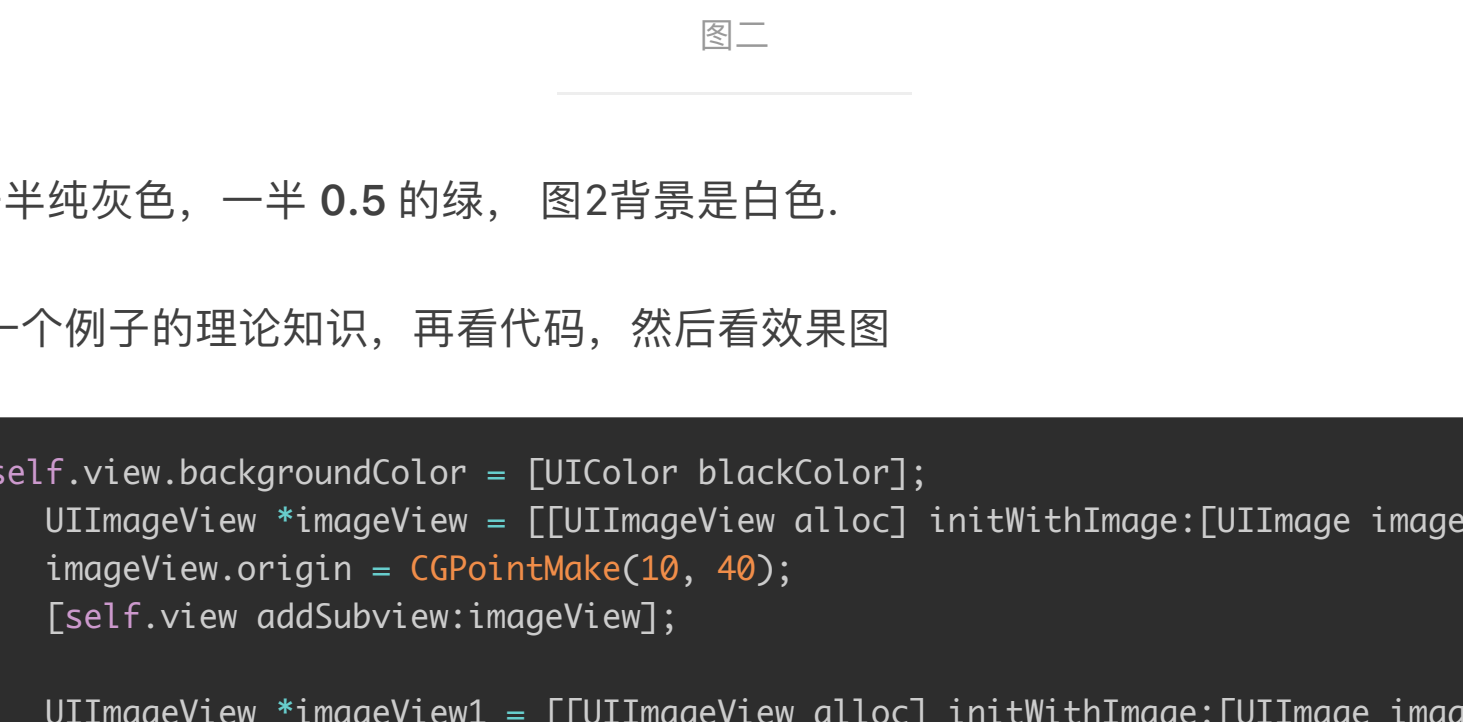 图二
半纯灰色，一半 0.5 的绿， 图2背景是白色.
一个例子的理论知识，再看代码，然后看效果图
self.view.backgroundColor = [UIColor blackColor];
UIImageView *imageView = [[UIImageView alloc] initWithImage:[UIImage image
imageView.origin = CGPointMake(10, 40);
[self.view addSubview:imageView];
UIImageView *imageView1 = [[UIImageView alloc] initWithImage:[UIImage imag